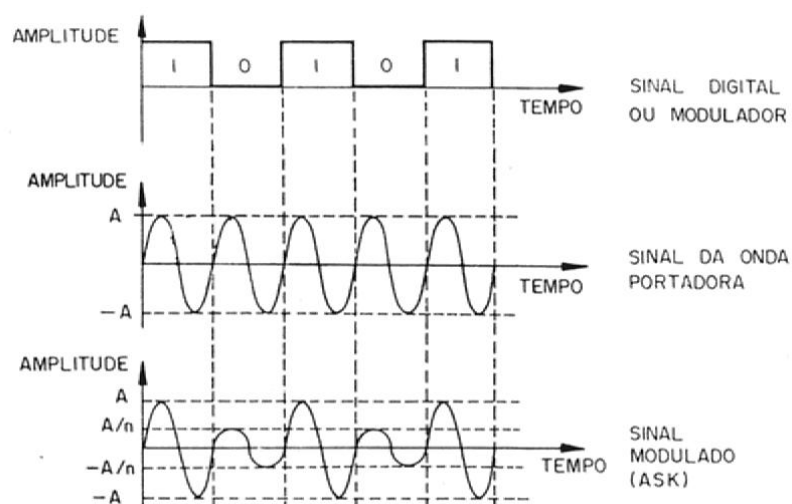 AMPLITUDE
1 0 1 0 1
TEMPO
SINAL DIGITAL
OU MODULADOR
AMPLITUDE
A
-A
TEMPO
SINAL DA ONDA
PORTADORA
AMPLITUDE
A
A/n
-A/n
-A
TEMPO
SINAL
MODULADO
(ASK)